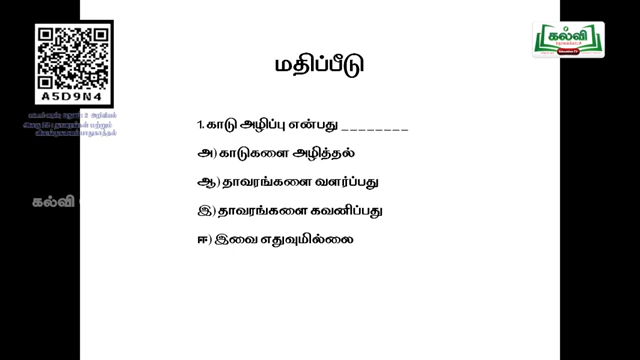 கல்வி
மதிப்பீடு
A5D9N4
1. காடு அழிப்பு என்பது ________
அ) காடுகளை அழித்தல்
ஆ) தாவரங்களை வளர்ப்பது
இ) தாவரங்களை கவனிப்பது
ஈ) இவை எதுவுமில்லை
கல்வி